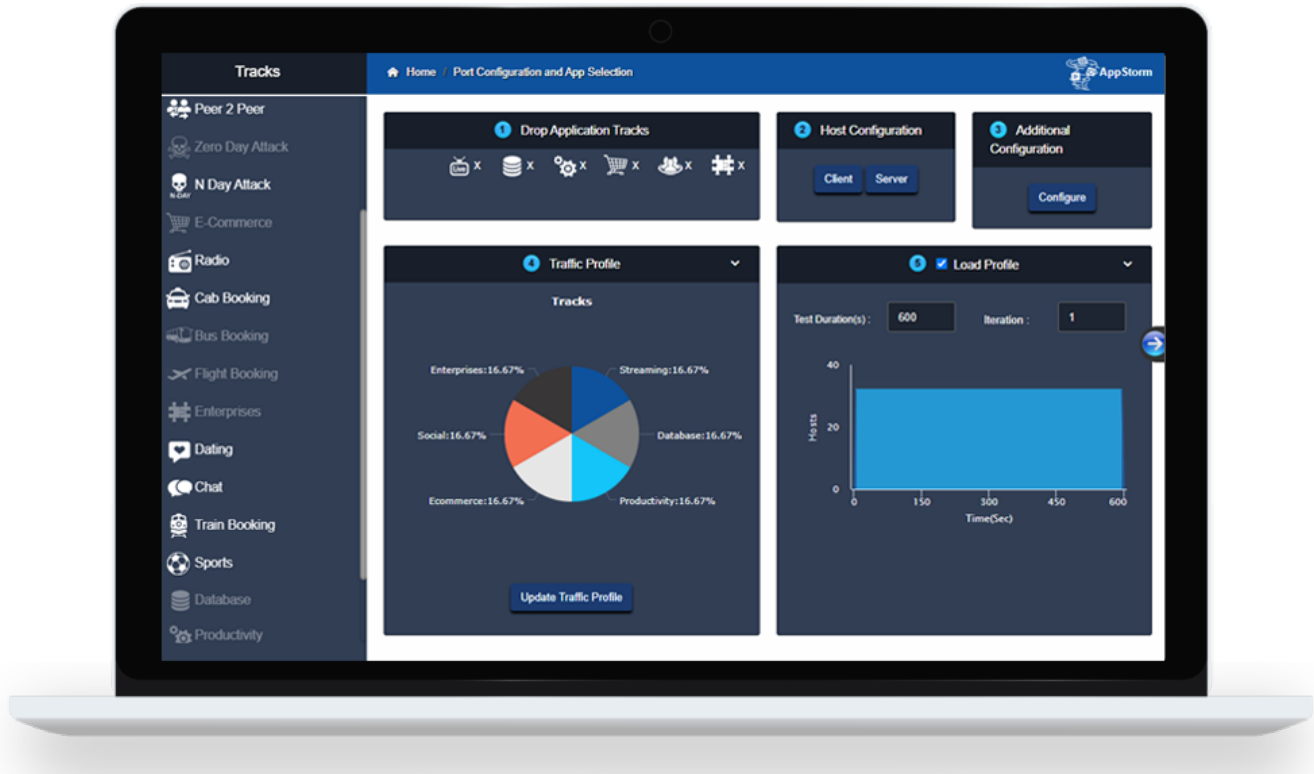 Tracks
Home / Port Configuration and App Selection
AppStorm
Peer 2 Peer
Zero Day Attack
N-DAY
N Day Attack
E-Commerce
Radio
Cab Booking
Bus Booking
Flight Booking
Enterprises
Dating
Chat
Train Booking
Sports
Database
Productivity
1 Drop Application Tracks
Live x x x x x x
2 Host Configuration
Client Server
3 Additional
Configuration
Configure
4 Traffic Profile
Tracks
Enterprises:16.67%
Streaming:16.67%
Social:16.67%
Database:16.67%
Ecommerce:16.67%
Productivity:16.67%
Update Traffic Profile
5 Load Profile
Test Duration(s) : 600 Iteration : 1
40
20
0
Hosts
0 150 300 450 600
Time(Sec)